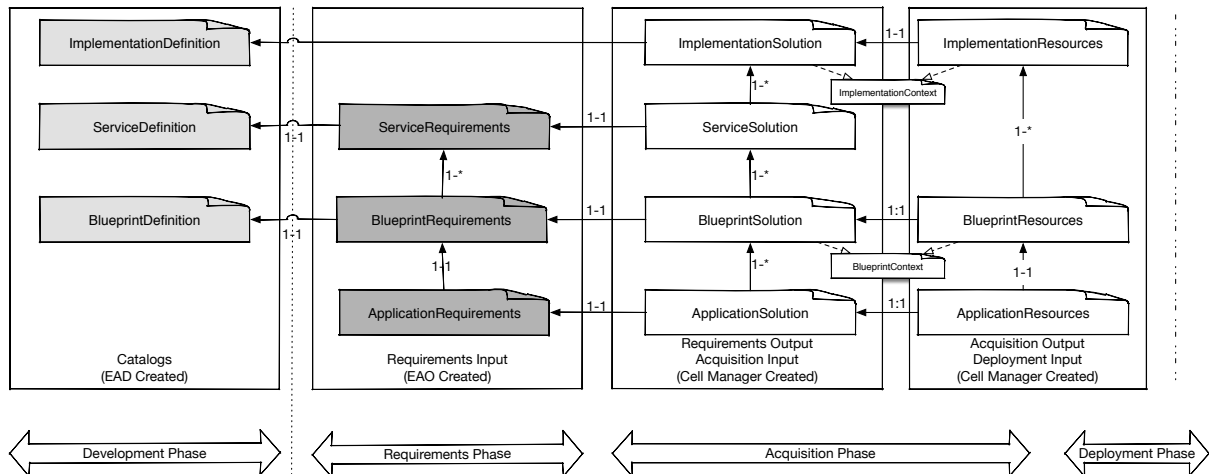 ImplementationDefinition
ImplementationSolution
1-1
ImplementationResources
ImplementationContext
1-*
ServiceDefinition
1-1
ServiceRequirements
1-1
ServiceSolution
1-*
1-*
1-*
BlueprintDefinition
1-1
BlueprintRequirements
1-1
BlueprintSolution
1:1
BlueprintResources
BlueprintContext
1-1
1-*
1-1
ApplicationRequirements
1-1
ApplicationSolution
1:1
ApplicationResources
Catalogs
(EAD Created)
Requirements Input
(EAO Created)
Requirements Output
Acquisition Input
(Cell Manager Created)
Acquisition Output
Deployment Input
(Cell Manager Created)
Development Phase
Requirements Phase
Acquisition Phase
Deployment Phase